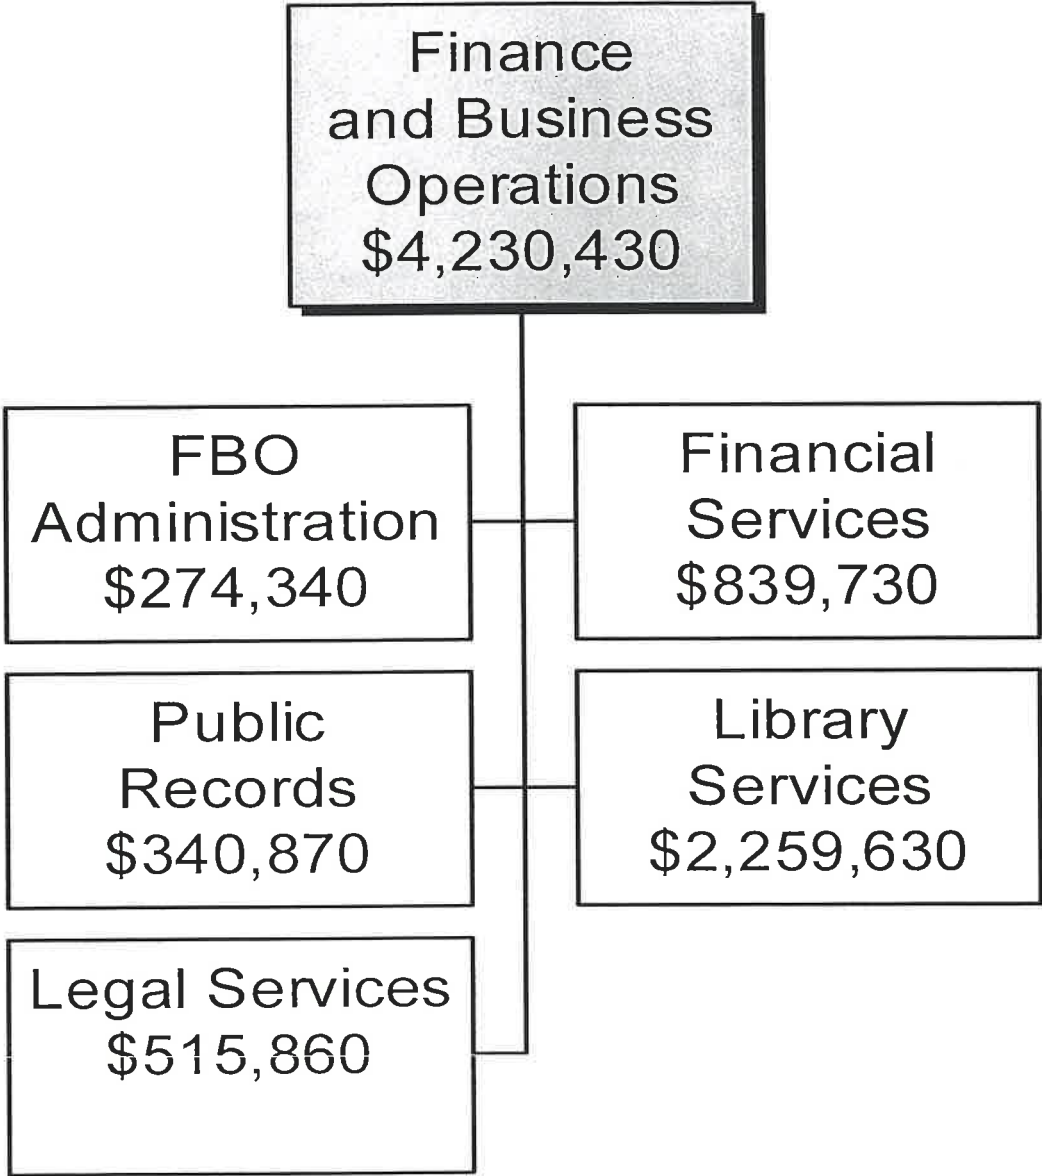 Finance
and Business
Operations
$4,230,430
FBO
Administration
$274,340
Financial
Services
$839,730
Public
Records
$340,870
Library
Services
$2,259,630
Legal Services
$515,860